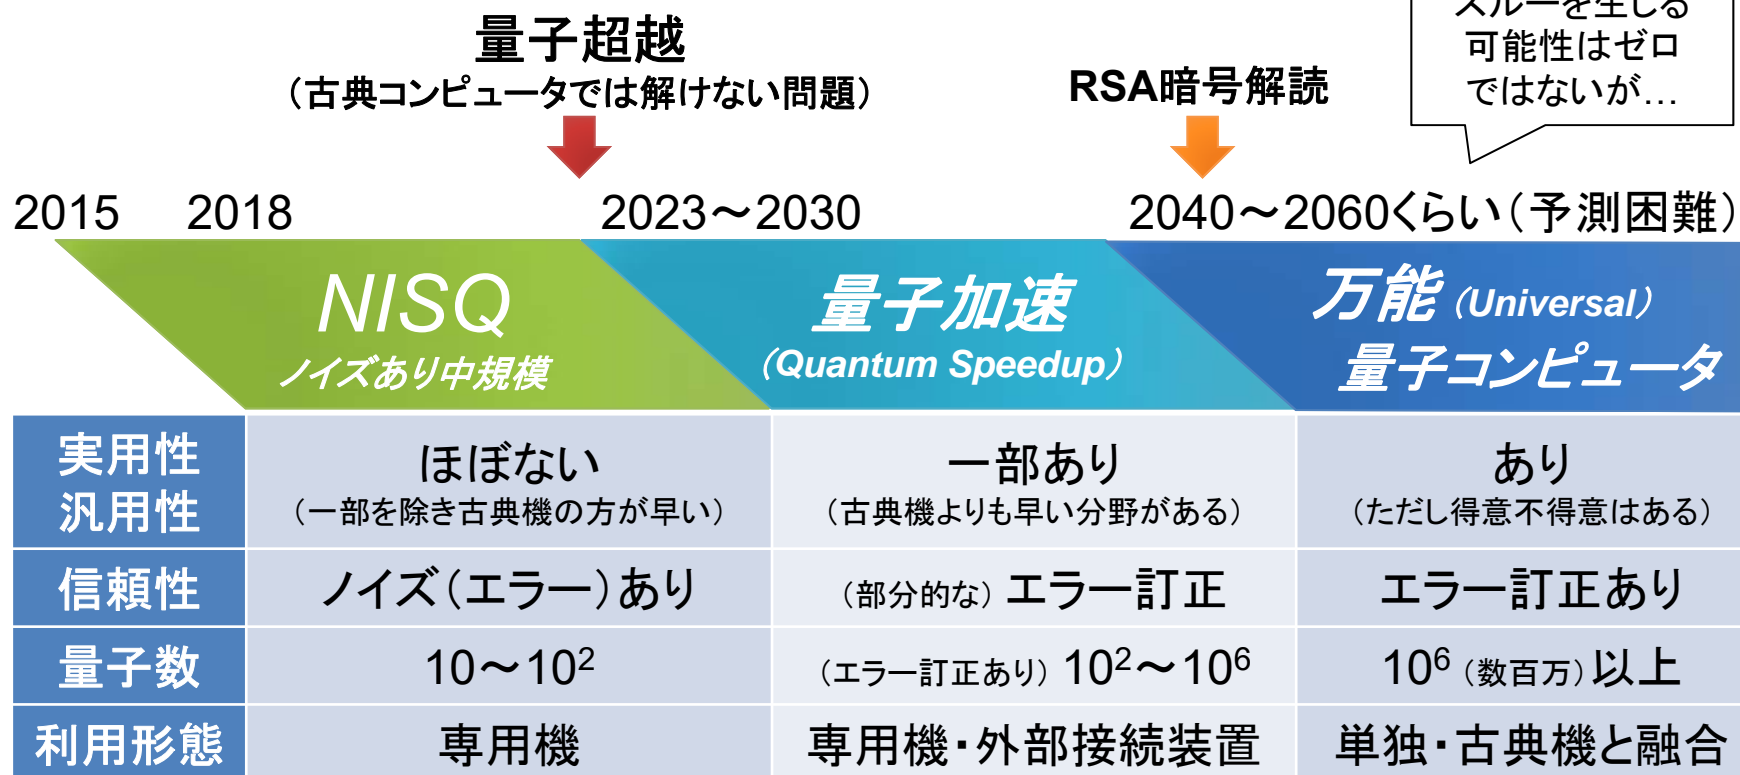 量子超越
（古典コンピュータでは解けない問題）
RSA暗号解読
スルーを生じる
可能性はゼロ
ではないが…
2015 2018 2023～2030 2040～2060くらい（予測困難）
NISQ
ノイズあり中規模
量子加速
（Quantum Speedup）
万能（Universal）
量子コンピュータ
実用性
汎用性
ほぼない
（一部を除き古典機の方が早い）
一部あり
（古典機よりも早い分野がある）
あり
（ただし得意不得意はある）
信頼性 ノイズ（エラー）あり （部分的な）エラー訂正 エラー訂正あり
量子数 10～10² （エラー訂正あり）10²～10⁶ 10⁶（数百万）以上
利用形態 専用機 専用機・外部接続装置 単独・古典機と融合